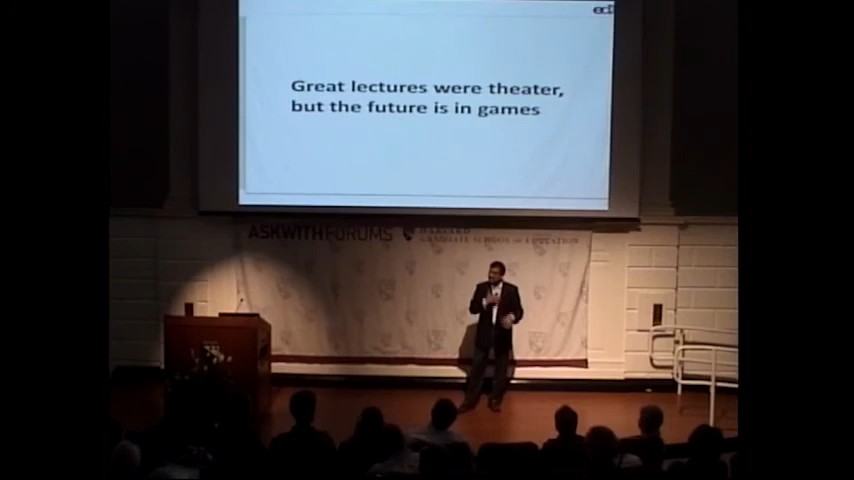 Great lectures were theater,
but the future is in games
ASKWITH FORUMS
HARVARD
GRADUATE SCHOOL OF EDUCATION